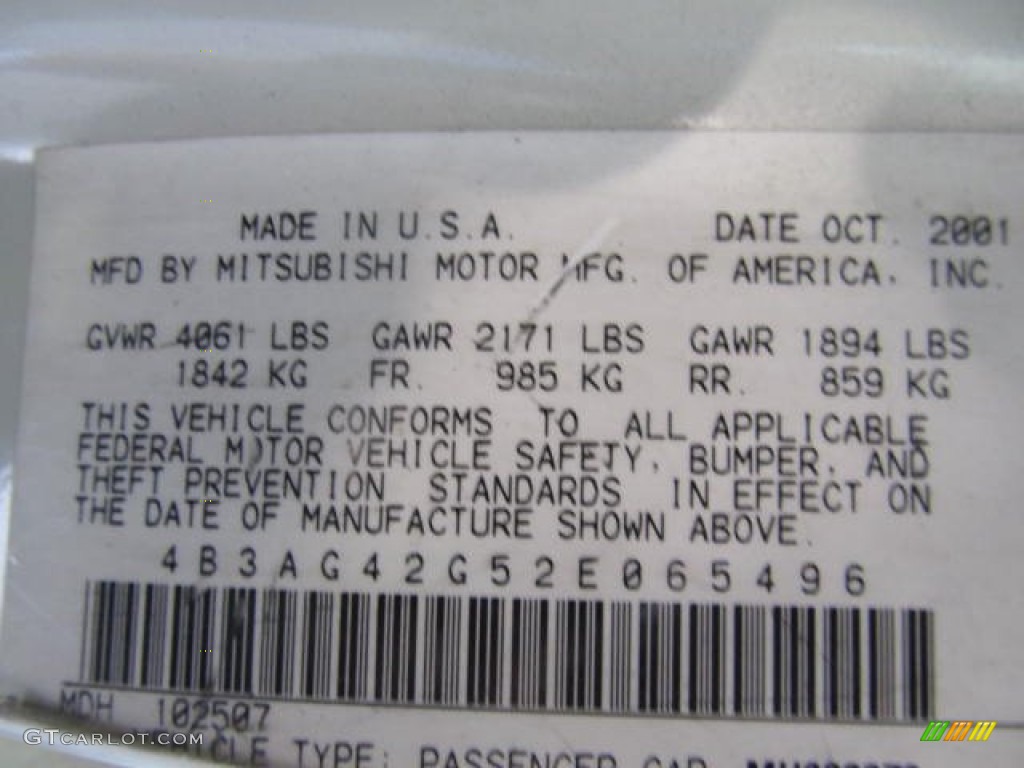 MADE IN U.S.A. DATE OCT. 2001
MFD BY MITSUBISHI MOTOR MFG. OF AMERICA, INC.
GVWR 4061 LBS GAWR 2171 LBS GAWR 1894 LBS
1842 KG FR. 985 KG RR. 859 KG
THIS VEHICLE CONFORMS TO ALL APPLICABLE
FEDERAL MOTOR VEHICLE SAFETY, BUMPER, AND
THEFT PREVENTION STANDARDS IN EFFECT ON
THE DATE OF MANUFACTURE SHOWN ABOVE.
4B3AG42G52E065496
MDH 102507
CLE TYPE: PASSENGER CAR
GTCARLOT.COM